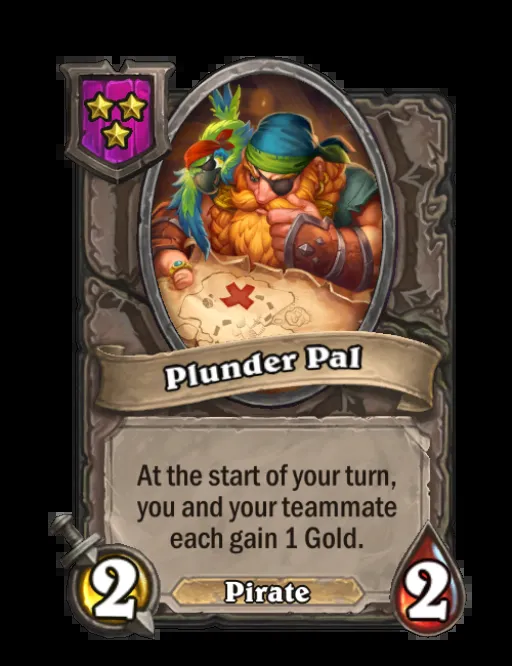 Plunder Pal
At the start of your turn,
you and your teammate
each gain 1 Gold.
2
Pirate
2